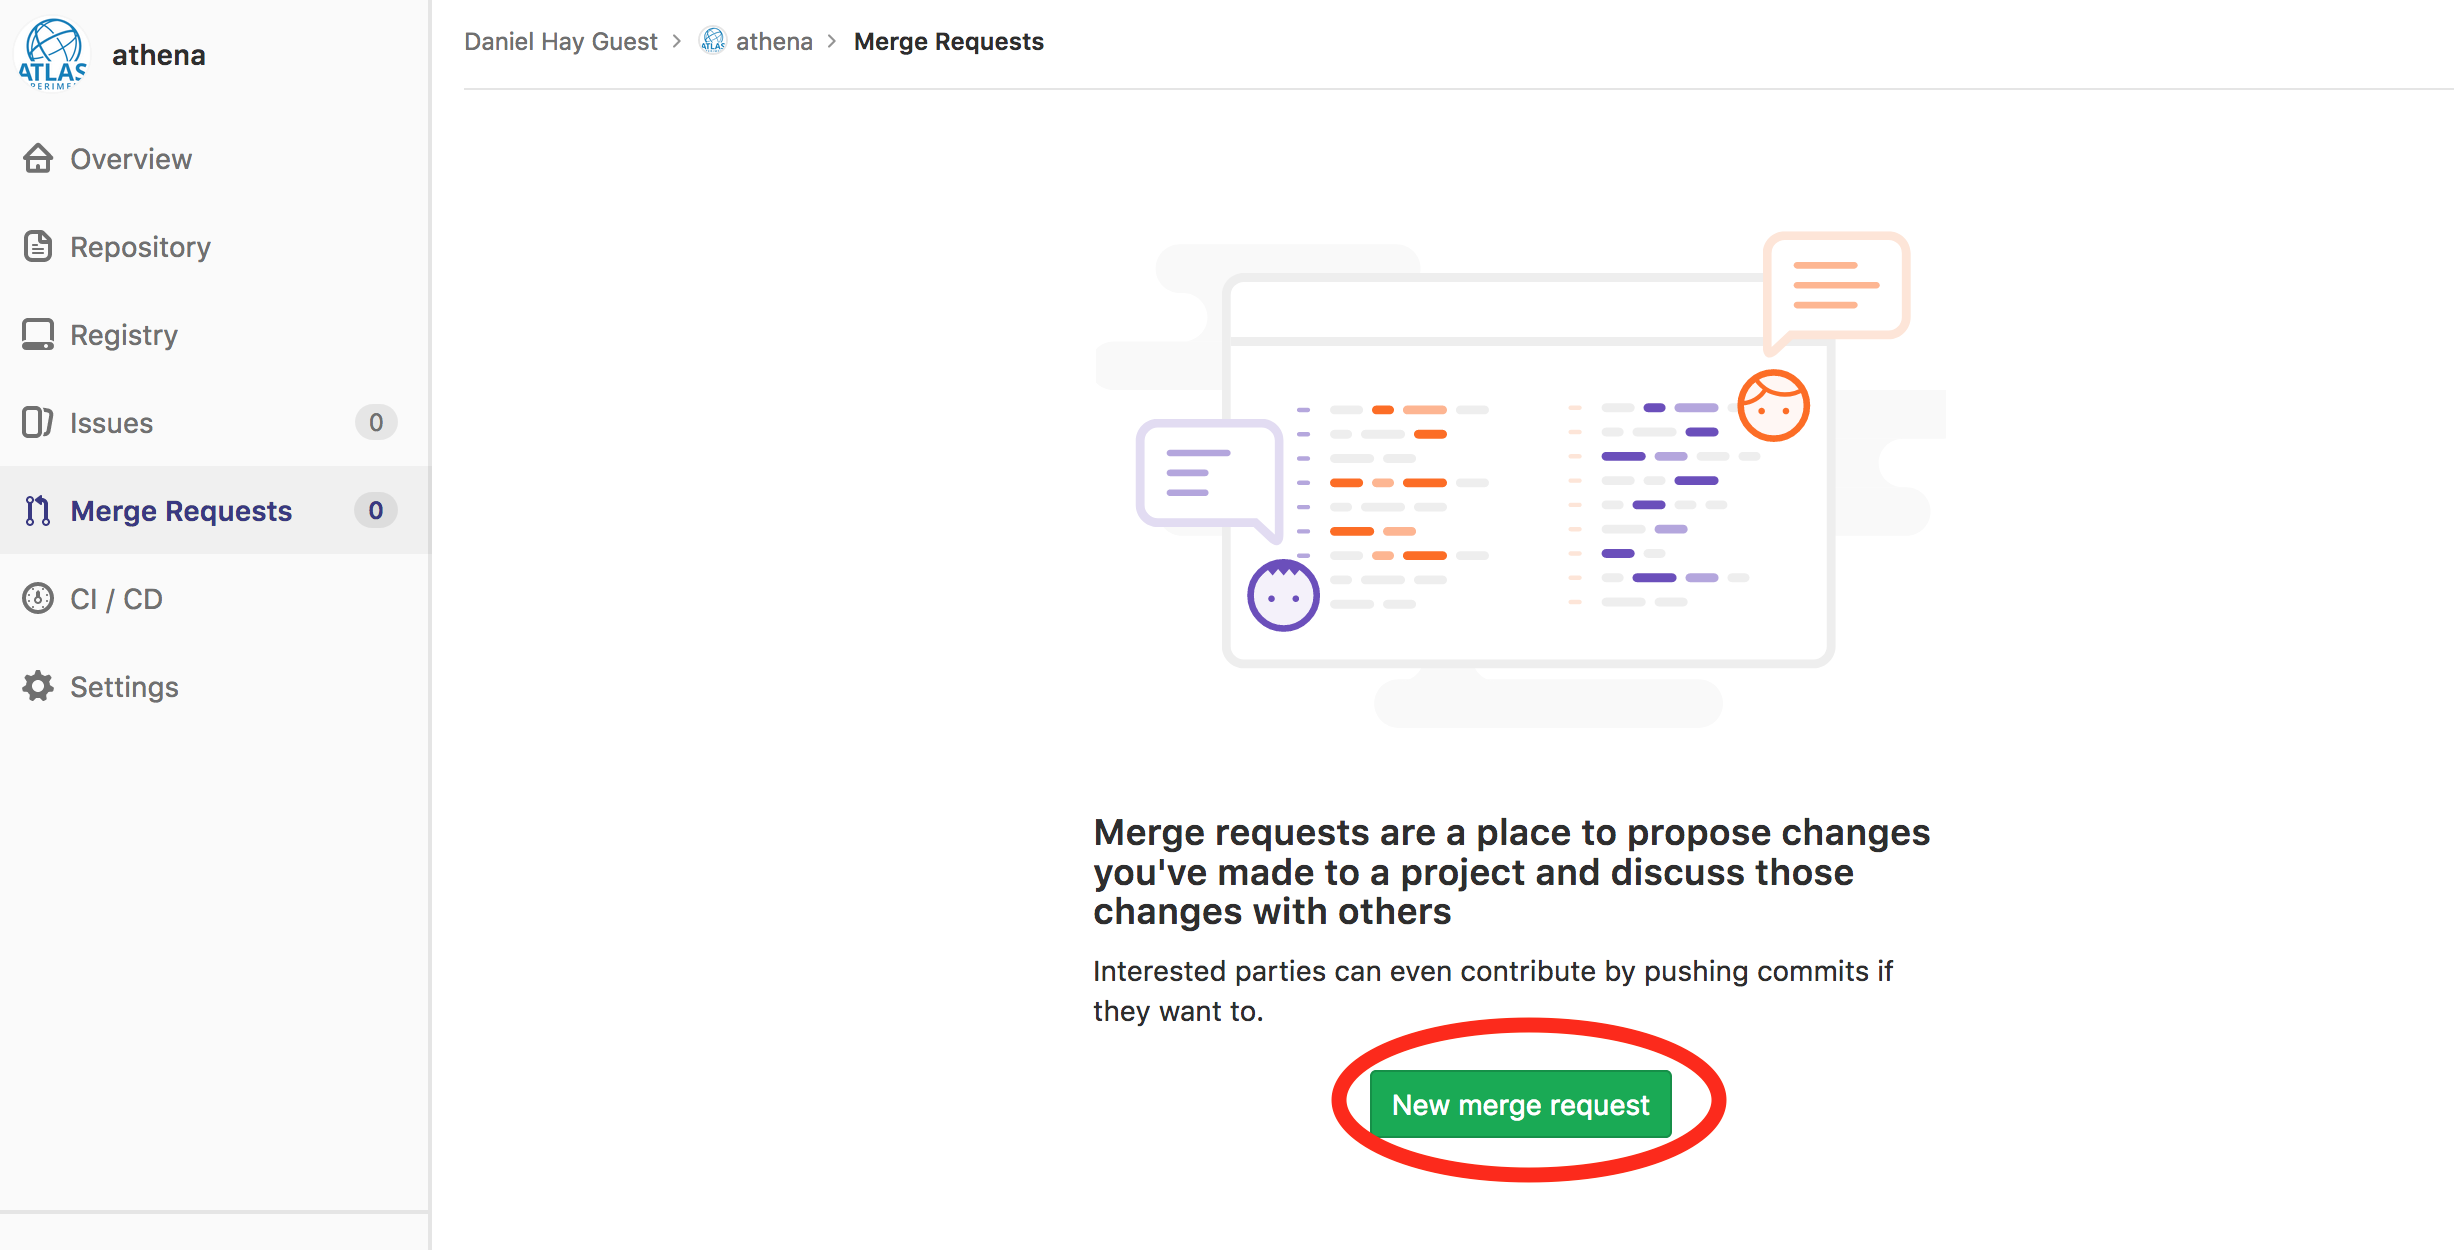 ATLAS
athena
Daniel Hay Guest > ATLAS athena > Merge Requests
Overview
Repository
Registry
Issues 0
Merge Requests 0
CI / CD
Settings
Merge requests are a place to propose changes
you've made to a project and discuss those
changes with others
Interested parties can even contribute by pushing commits if
they want to.
New merge request